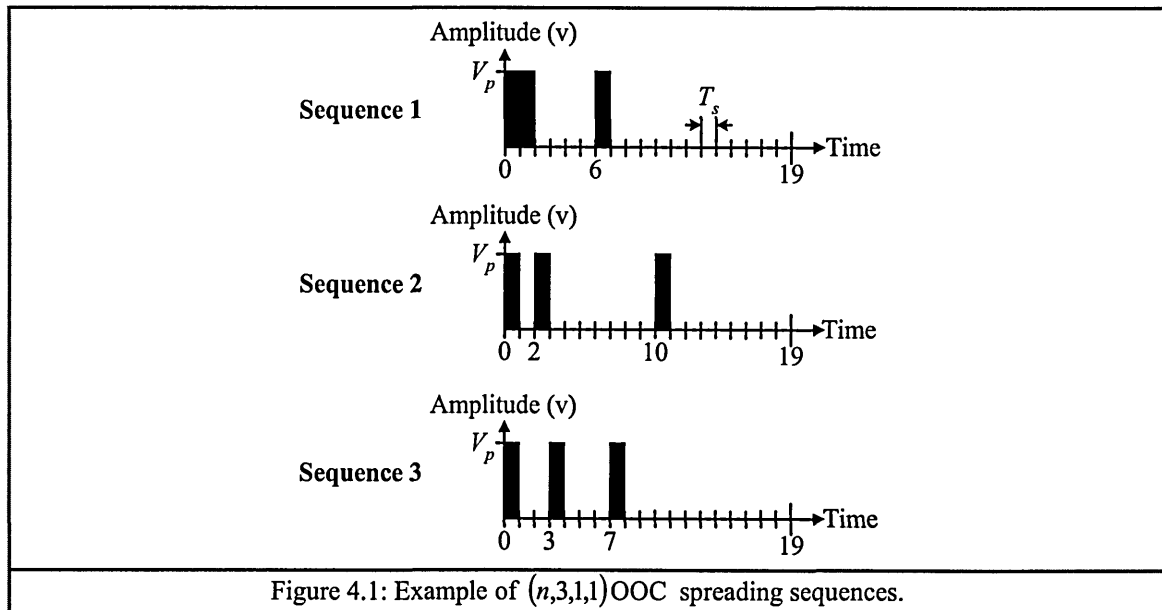 Amplitude (v)
V_p
Sequence 1
T_s
Time
0 6 19
Amplitude (v)
V_p
Sequence 2
Time
0 2 10 19
Amplitude (v)
V_p
Sequence 3
Time
0 3 7 19
Figure 4.1: Example of (n,3,1,1)OOC spreading sequences.